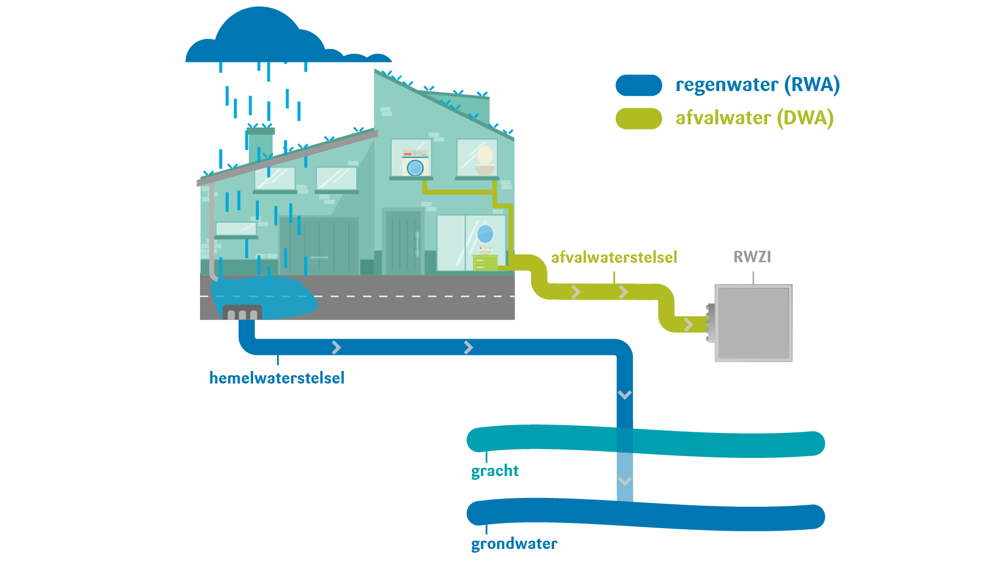 regenwater (RWA)
afvalwater (DWA)
afvalwaterstelsel
RWZI
hemelwaterstelsel
gracht
grondwater